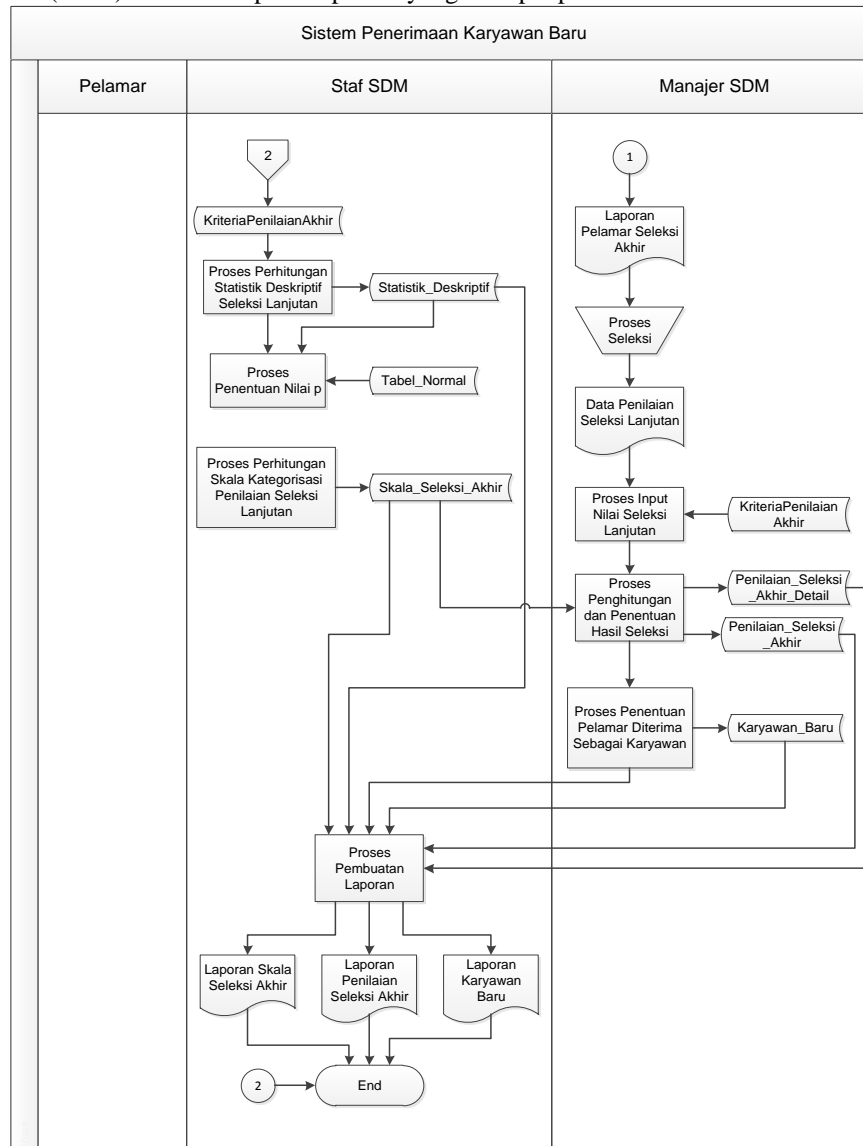 Sistem Penerimaan Karyawan Baru
Pelamar
Staf SDM
Manajer SDM
2
KriteriaPenilaianAkhir
Proses Perhitungan
Statistik Deskriptif
Seleksi Lanjutan
Statistik_Deskriptif
Proses
Penentuan Nilai p
Tabel_Normal
Proses Perhitungan
Skala Kategorisasi
Penilaian Seleksi
Lanjutan
Skala_Seleksi_Akhir
1
Laporan
Pelamar Seleksi
Akhir
Proses
Seleksi
Data Penilaian
Seleksi Lanjutan
Proses Input
Nilai Seleksi
Lanjutan
KriteriaPenilaian
Akhir
Proses
Penghitungan
dan Penentuan
Hasil Seleksi
Penilaian_Seleksi
_Akhir_Detail
Penilaian_Seleksi
_Akhir
Proses Penentuan
Pelamar Diterima
Sebagai Karyawan
Karyawan_Baru
Proses
Pembuatan
Laporan
Laporan Skala
Seleksi Akhir
Laporan
Penilaian
Seleksi Akhir
Laporan
Karyawan
Baru
2
End